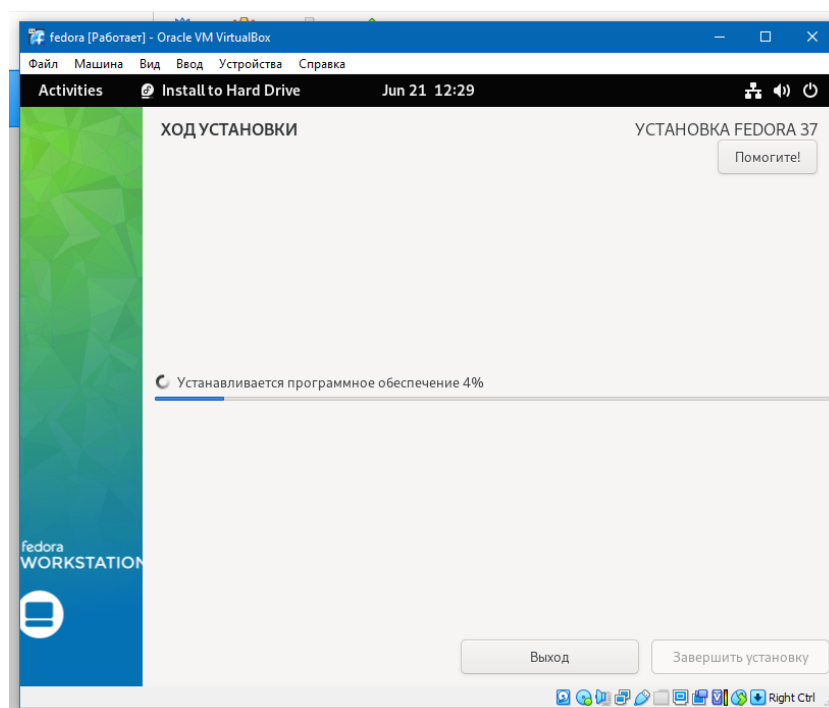 fedora [Работает] - Oracle VM VirtualBox
Файл Машина Вид Ввод Устройства Справка
Activities Install to Hard Drive Jun 21 12:29
ХОД УСТАНОВКИ УСТАНОВКА FEDORA 37
Помогите!
Устанавливается программное обеспечение 4%
fedora
WORKSTATION
Выход Завершить установку
Right Ctrl